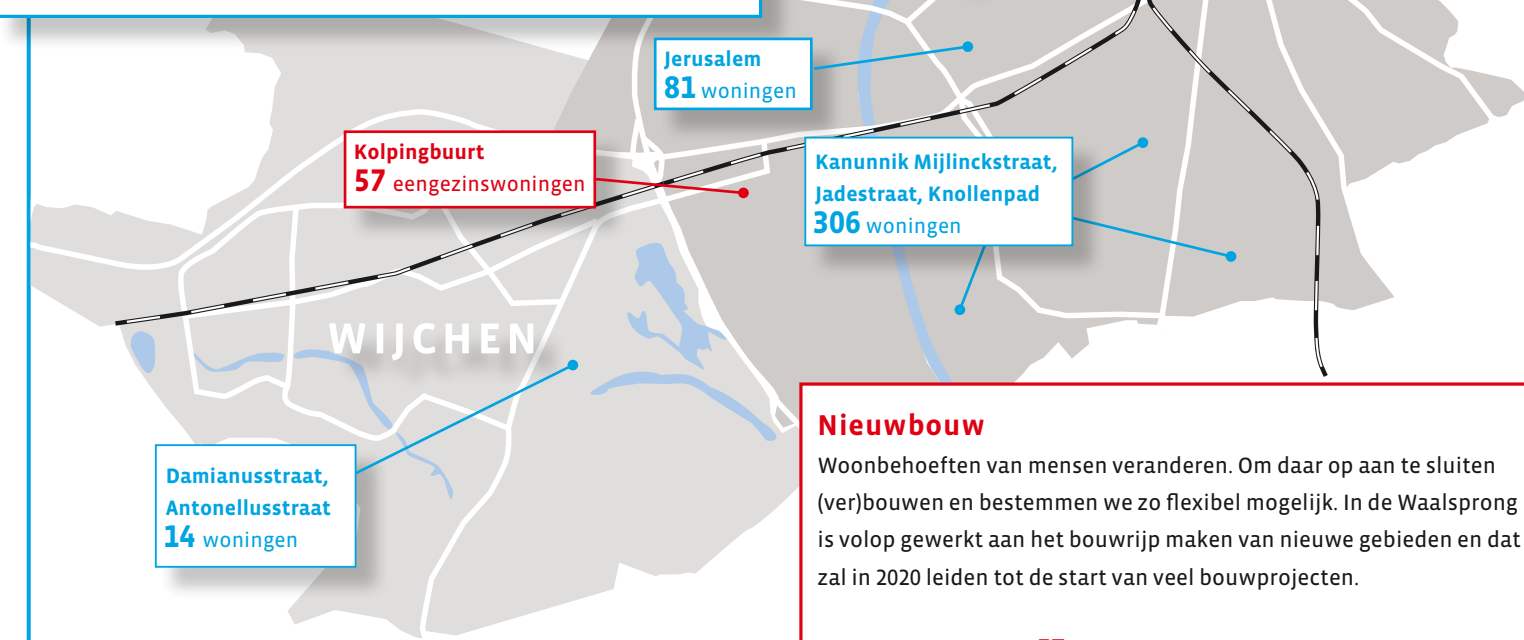 Jerusalem
81 woningen
Kolpingbuurt
57 eengezinswoningen
Kanunnik Mijlinckstraat,
Jadestraat, Knollenpad
306 woningen
WIJCHEN
Damianusstraat,
Antonellusstraat
14 woningen
Nieuwbouw
Woonbehoeften van mensen veranderen. Om daar op aan te sluiten
(ver)bouwen en bestemmen we zo flexibel mogelijk. In de Waalsprong
is volop gewerkt aan het bouwrijp maken van nieuwe gebieden en dat
zal in 2020 leiden tot de start van veel bouwprojecten.